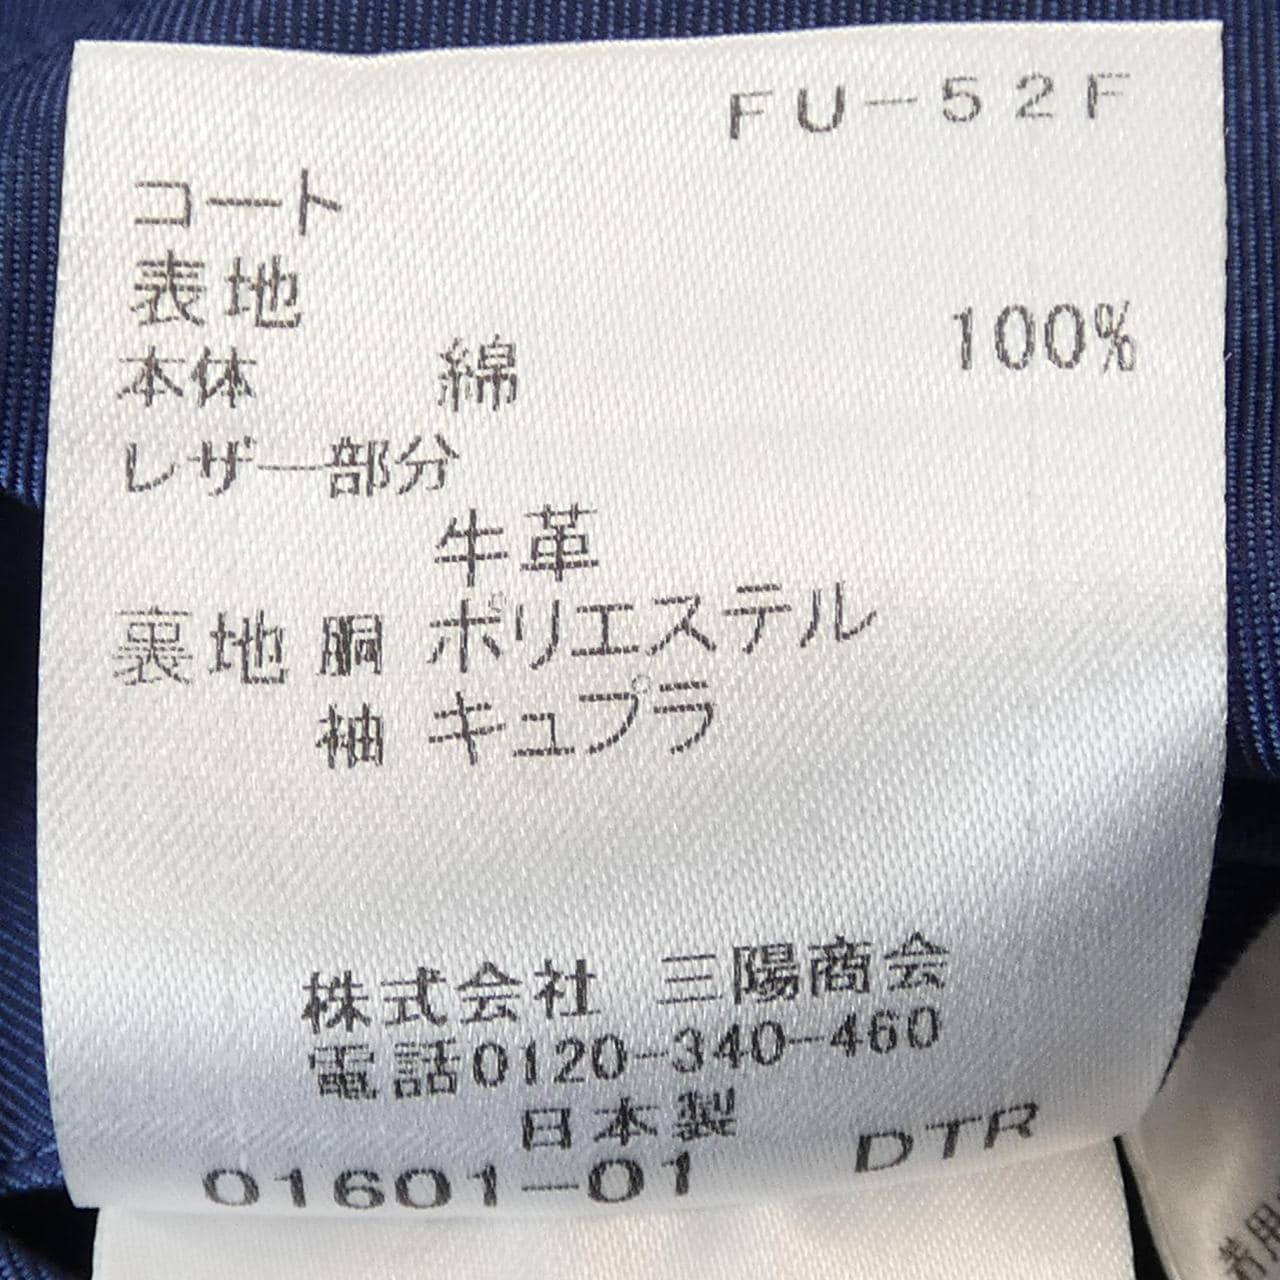 FU-52F
コート
表地
本体 綿 100%
レザー部分
牛革
裏地 胴 ポリエステル
袖 キュプラ
株式会社 三陽商会
電話0120-340-460
日本製
01601-01 DTR
着用